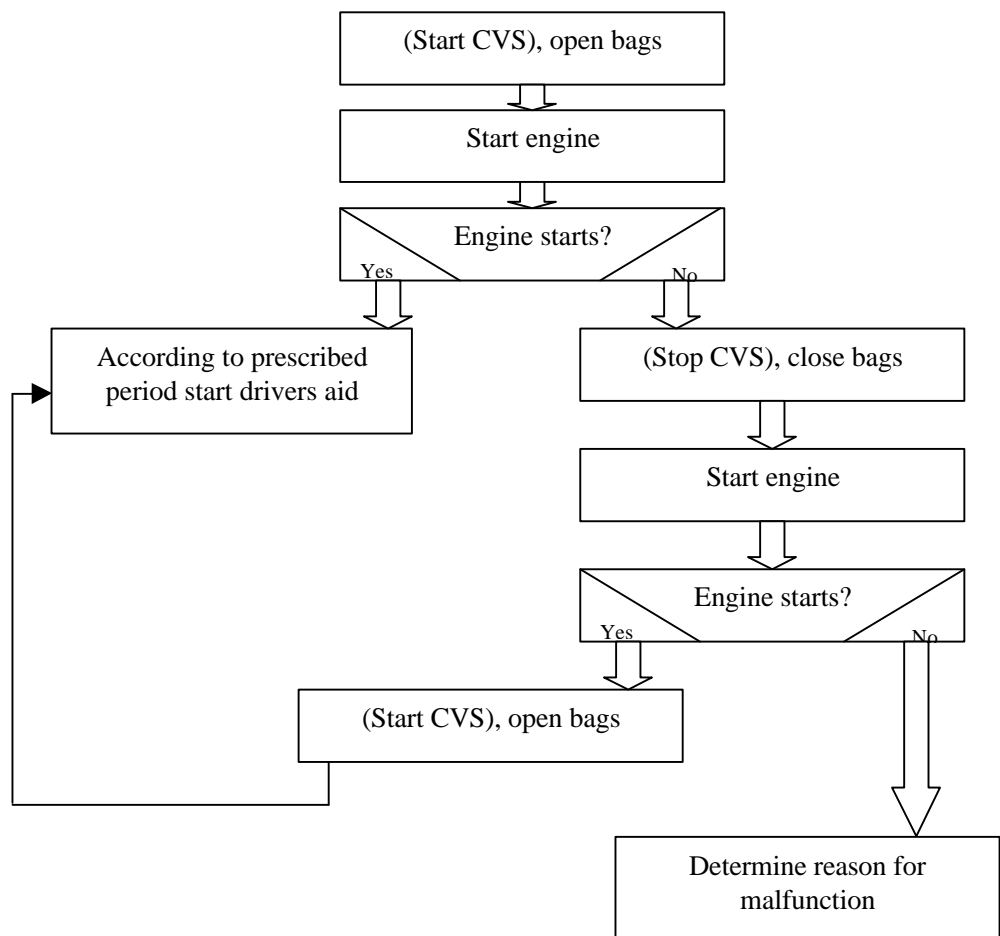 (Start CVS), open bags
Start engine
Engine starts?
Yes
No
According to prescribed
period start drivers aid
(Stop CVS), close bags
Start engine
Engine starts?
Yes
No
(Start CVS), open bags
Determine reason for
malfunction